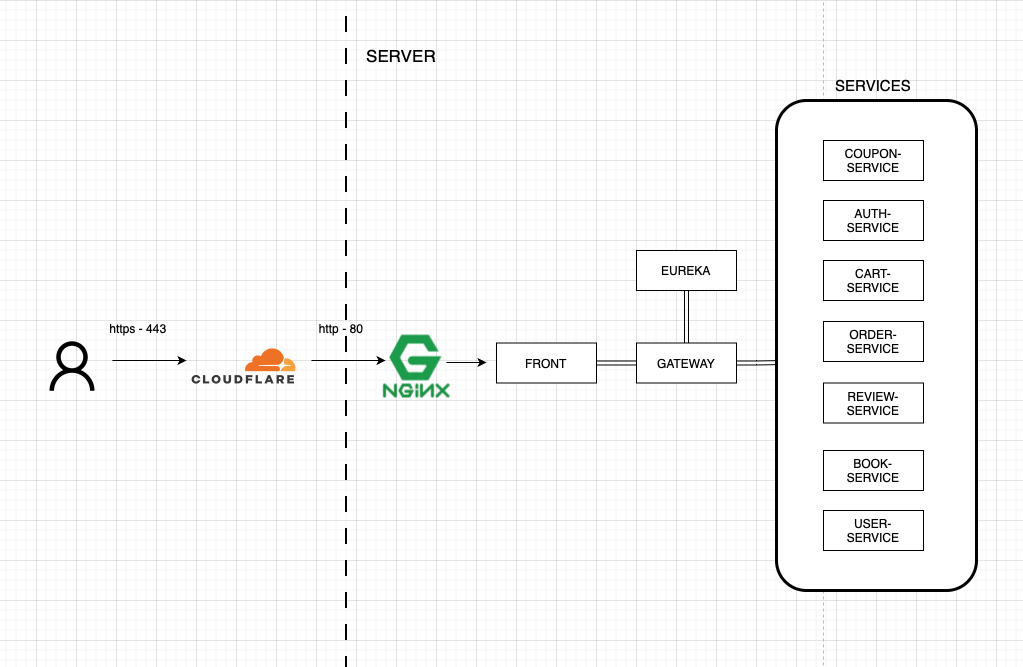 SERVER
SERVICES
COUPON-
SERVICE
AUTH-
SERVICE
EUREKA
CART-
SERVICE
https - 443
http - 80
ORDER-
SERVICE
CLOUDFLARE
NGINX
FRONT
GATEWAY
REVIEW-
SERVICE
BOOK-
SERVICE
USER-
SERVICE